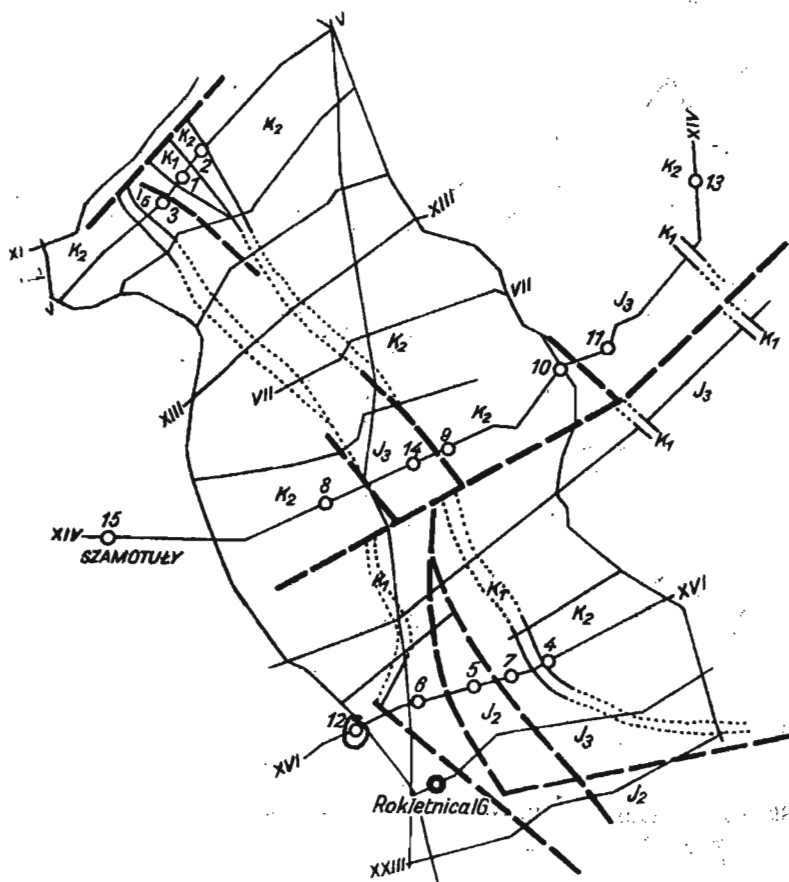 V
K2
K2
2
K1
1
J6
3
XI
K2
V
XIII
XIV
K2
13
K1
J3
K1
VII
K2
VII
XIII
11
10
J3
K1
K2
9
J3
14
8
K2
15
XIV
SZAMOTUŁY
K1
K1
K2
XVI
4
7
5
6
J2
12
XVI
J3
J2
Rokietnica IG.
XXIII